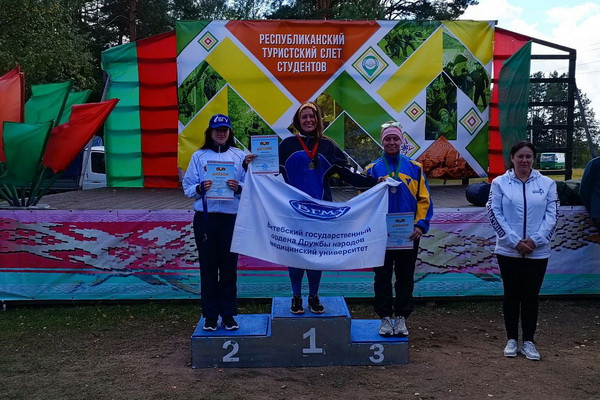 РЕСПУБЛИКАНСКИЙ
ТУРИСТСКИЙ СЛЕТ
СТУДЕНТОВ
ВГМУ
Витебский государственный
ордена Дружбы народов
медицинский университет
2
1
3